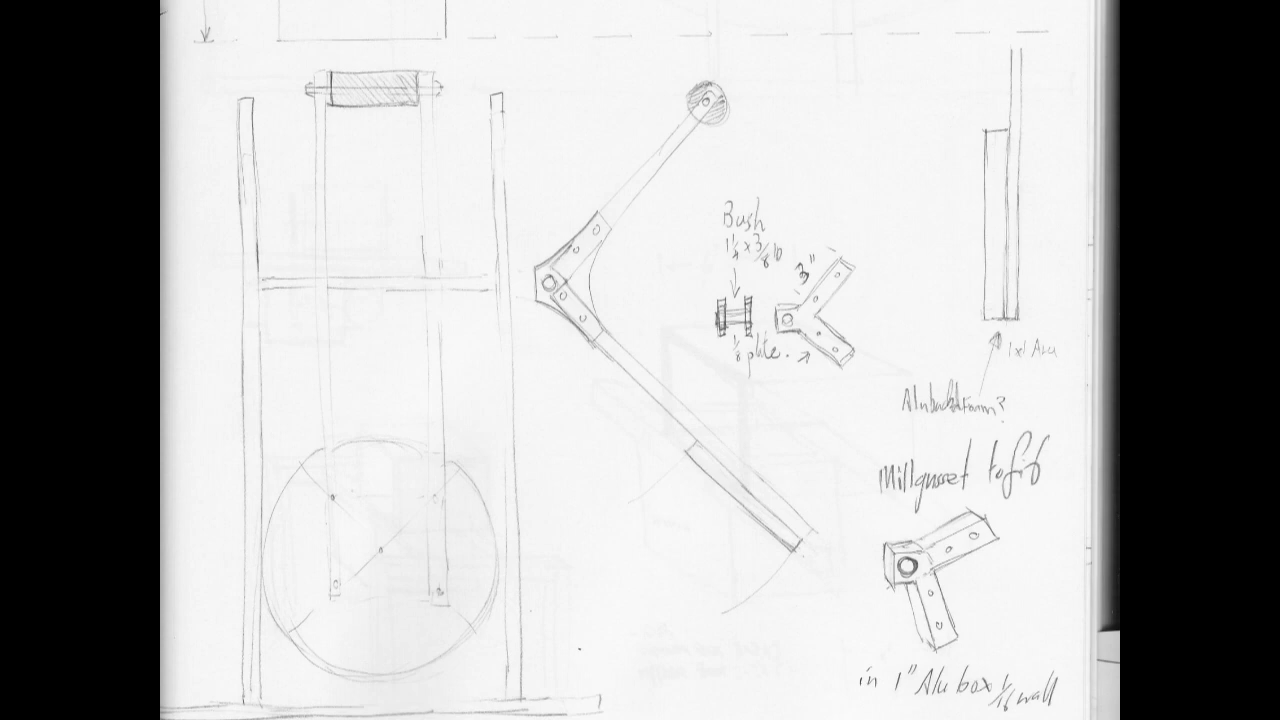 Bush
1¼ x 3/8 ID
3"
⅛ plate.
1x1 
Millgusset to fit
in 1" Alu box 1/16 wall